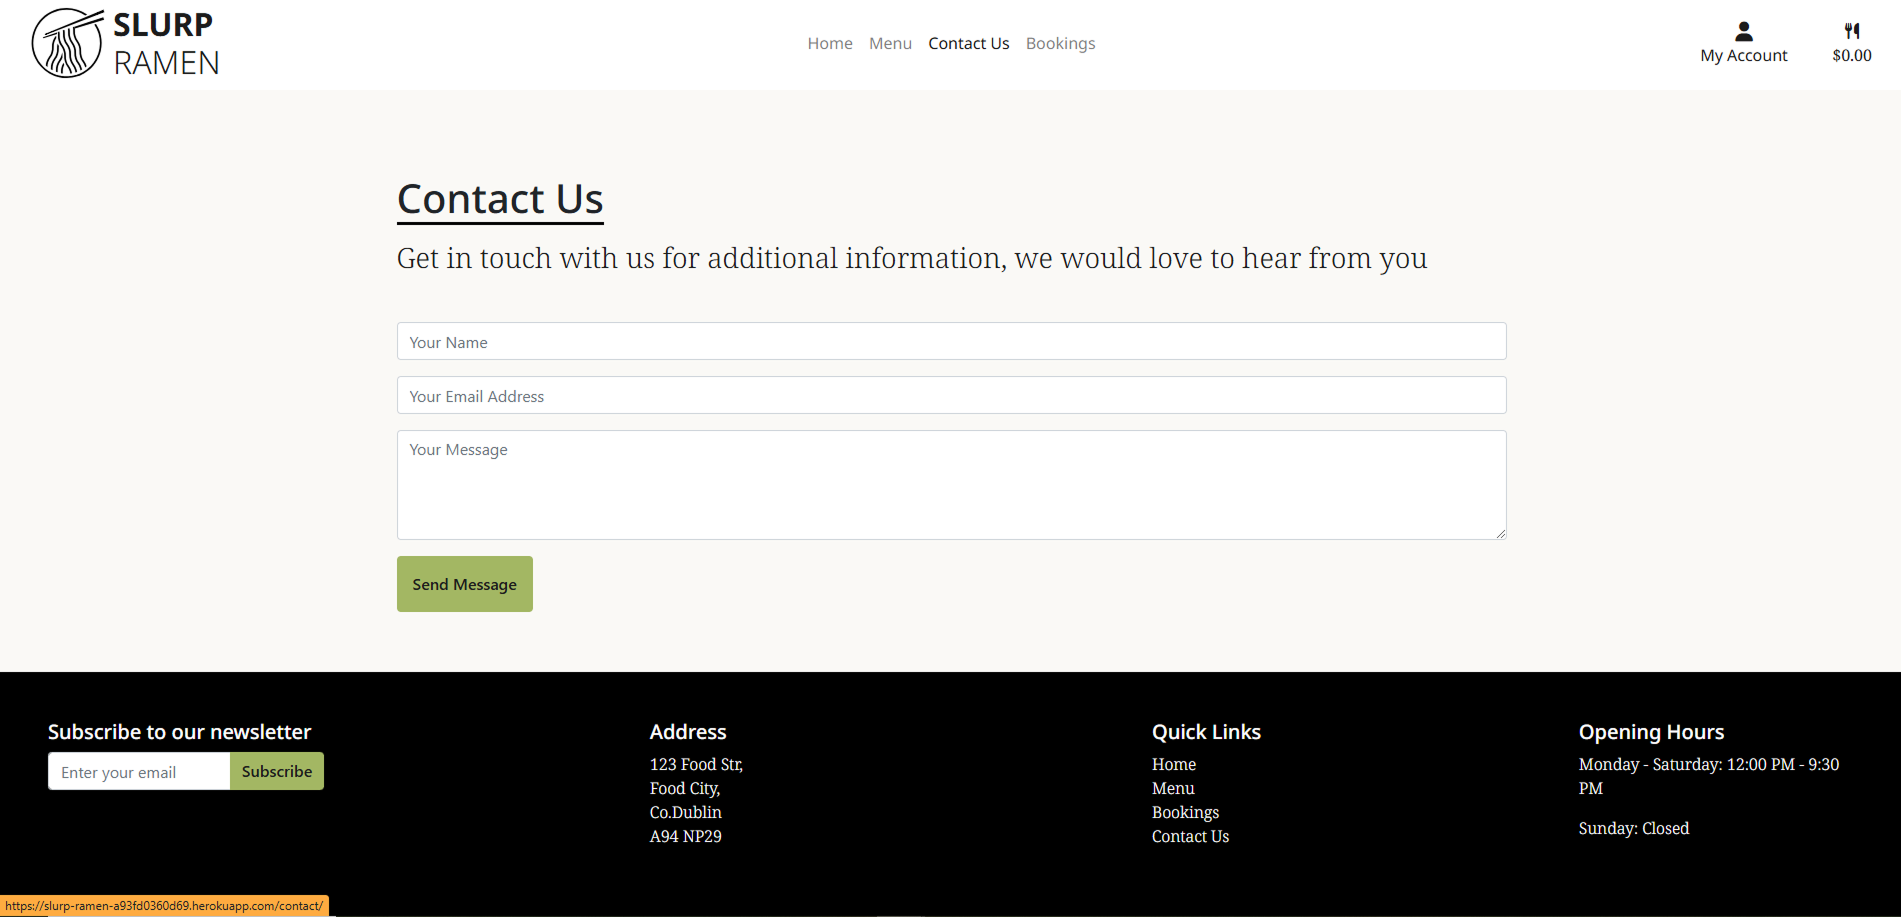 SLURP
RAMEN
Home
Menu
Contact Us
Bookings
My Account
$0.00
Contact Us
Get in touch with us for additional information, we would love to hear from you
Your Name
Your Email Address
Your Message
Send Message
Subscribe to our newsletter
Enter your email
Subscribe
Address
123 Food Str,
Food City,
Co.Dublin
A94 NP29
Quick Links
Home
Menu
Bookings
Contact Us
Opening Hours
Monday - Saturday: 12:00 PM - 9:30
PM
Sunday: Closed
https://slurp-ramen-a93fd0360d69.herokuapp.com/contact/